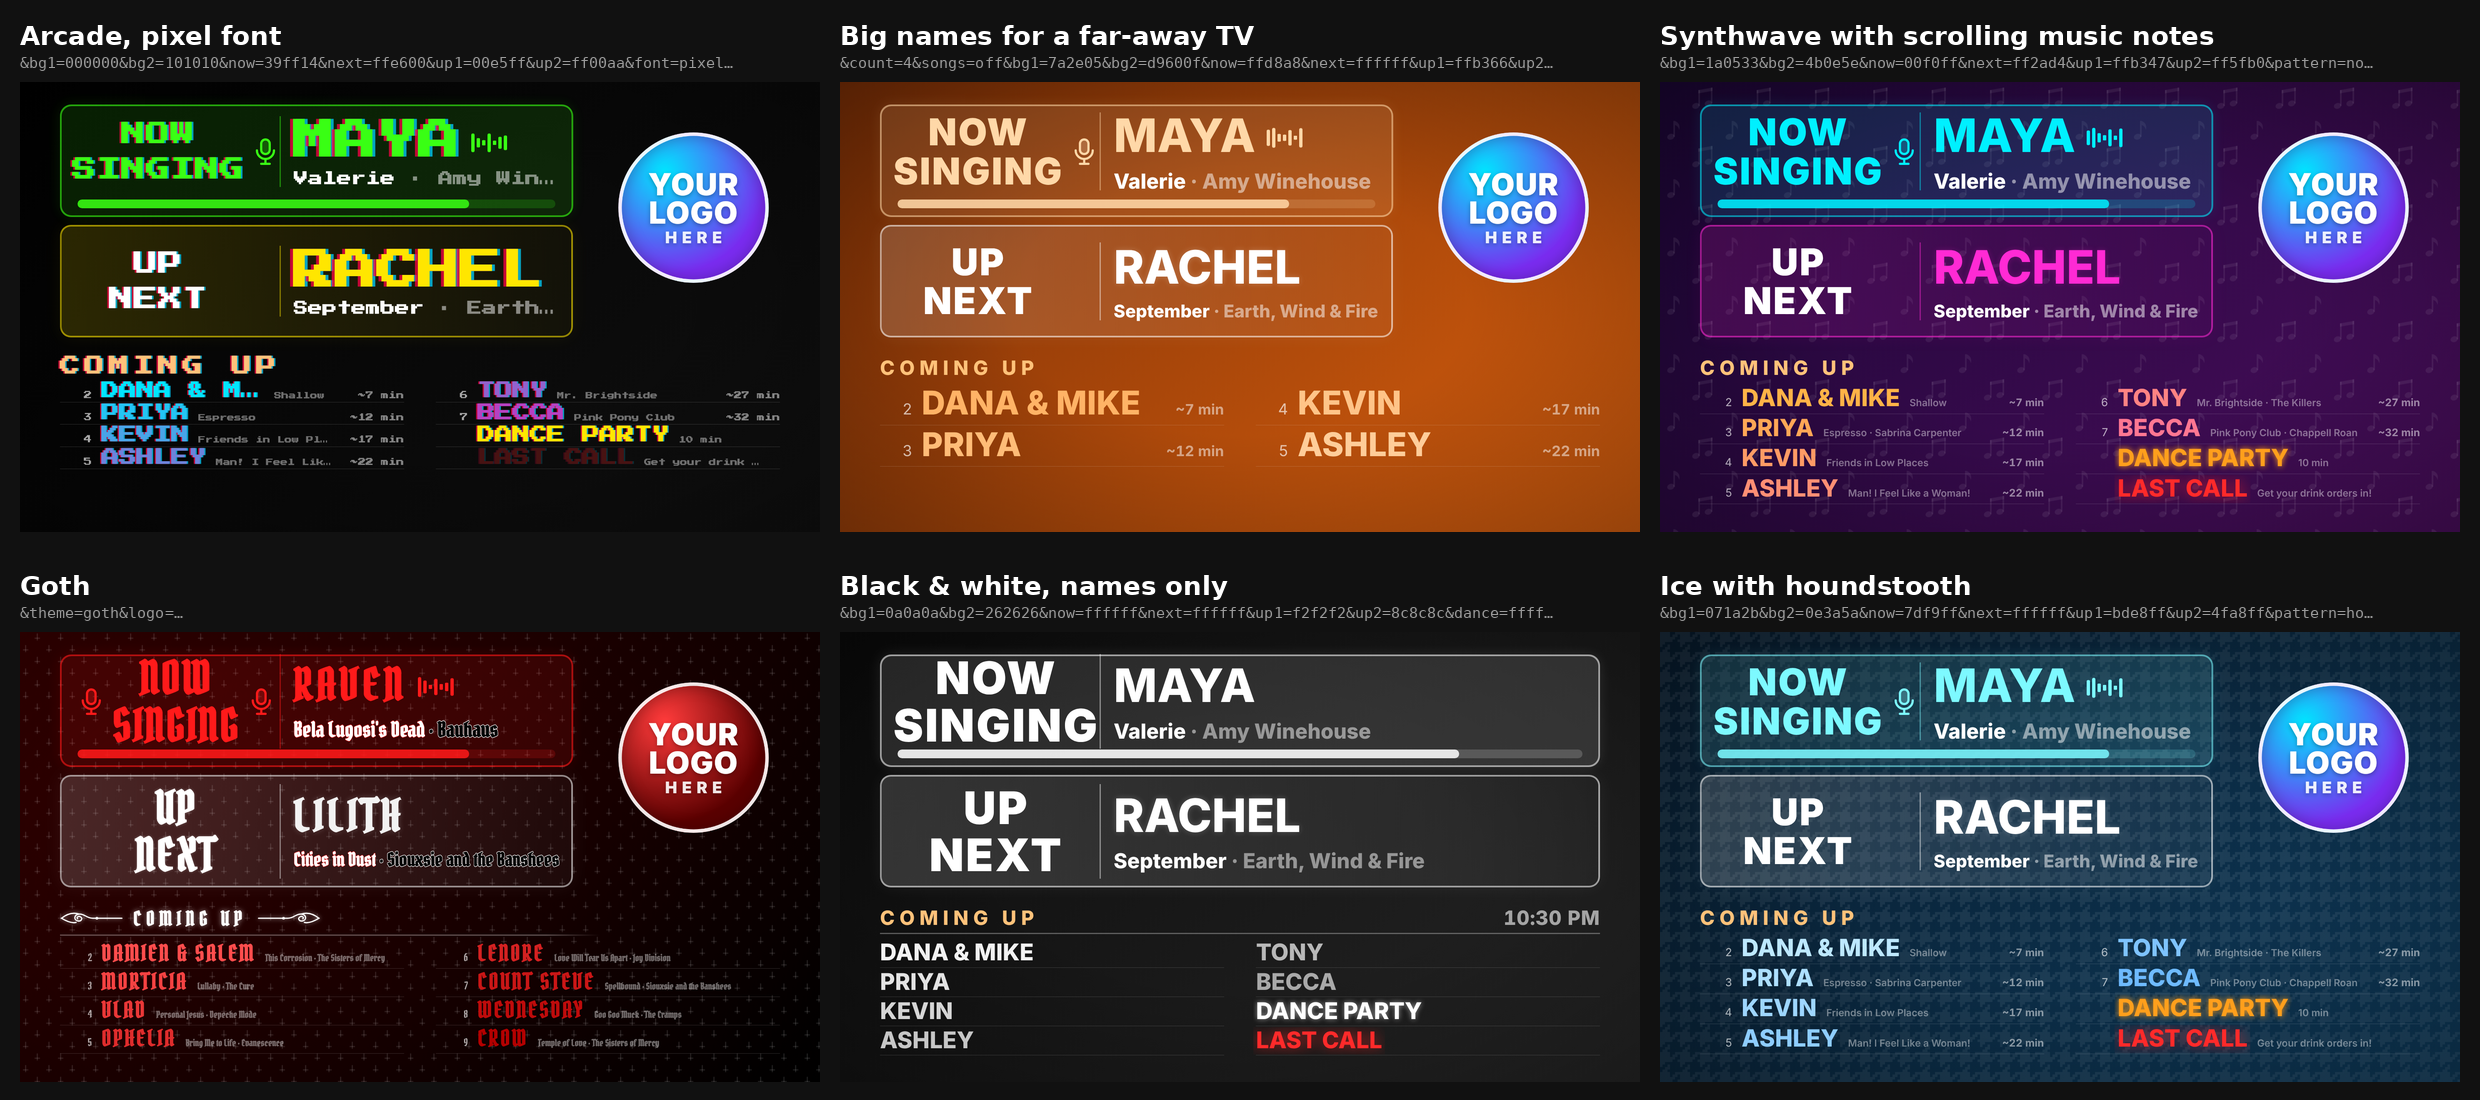 Arcade, pixel font
&bg1=000000&bg2=101010&now=39ff14&next=ffe600&up1=00e5ff&up2=ff00aa&font=pixel…
NOW
SINGING
MAYA
Valerie · Amy Win…
UP
NEXT
RACHEL
September · Earth…
YOUR
LOGO
HERE
COMING UP
2 DANA & M… Shallow ~7 min
3 PRIYA Espresso ~12 min
4 KEVIN Friends in Low Pl… ~17 min
5 ASHLEY Man! I Feel Lik… ~22 min
6 TONY Mr. Brightside ~27 min
7 BECCA Pink Pony Club ~32 min
DANCE PARTY 10 min
LAST CALL Get your drink …
Big names for a far-away TV
&count=4&songs=off&bg1=7a2e05&bg2=d9600f&now=ffd8a8&next=ffffff&up1=ffb366&up2…
NOW
SINGING
MAYA
Valerie · Amy Winehouse
UP
NEXT
RACHEL
September · Earth, Wind & Fire
YOUR
LOGO
HERE
COMING UP
2 DANA & MIKE ~7 min
3 PRIYA ~12 min
4 KEVIN ~17 min
5 ASHLEY ~22 min
Synthwave with scrolling music notes
&bg1=1a0533&bg2=4b0e5e&now=00f0ff&next=ff2ad4&up1=ffb347&up2=ff5fb0&pattern=no…
NOW
SINGING
MAYA
Valerie · Amy Winehouse
UP
NEXT
RACHEL
September · Earth, Wind & Fire
YOUR
LOGO
HERE
COMING UP
2 DANA & MIKE Shallow ~7 min
3 PRIYA Espresso · Sabrina Carpenter ~12 min
4 KEVIN Friends in Low Places ~17 min
5 ASHLEY Man! I Feel Like a Woman! ~22 min
6 TONY Mr. Brightside · The Killers ~27 min
7 BECCA Pink Pony Club · Chappell Roan ~32 min
DANCE PARTY 10 min
LAST CALL Get your drink orders in!
Goth
&theme=goth&logo=…
NOW
SINGING
RAVEN
Bela Lugosi's Dead · Bauhaus
UP
NEXT
LILITH
Cities in Dust · Siouxsie and the Banshees
YOUR
LOGO
HERE
COMING UP
2 DAMIEN & SALEM This Corrosion · The Sisters of Mercy
3 MORTICIA Lullaby · The Cure
4 VLAD Personal Jesus · Depeche Mode
5 OPHELIA Bring Me to Life · Evanescence
6 LENORE Love Will Tear Us Apart · Joy Division
7 COUNT STEVE Spellbound · Siouxsie and the Banshees
8 WEDNESDAY Goo Goo Muck · The Cramps
9 CROW Temple of Love · The Sisters of Mercy
Black & white, names only
&bg1=0a0a0a&bg2=262626&now=ffffff&next=ffffff&up1=f2f2f2&up2=8c8c8c&dance=ffff…
NOW
SINGING
MAYA
Valerie · Amy Winehouse
UP
NEXT
RACHEL
September · Earth, Wind & Fire
COMING UP 10:30 PM
DANA & MIKE
PRIYA
KEVIN
ASHLEY
TONY
BECCA
DANCE PARTY
LAST CALL
Ice with houndstooth
&bg1=071a2b&bg2=0e3a5a&now=7df9ff&next=ffffff&up1=bde8ff&up2=4fa8ff&pattern=ho…
NOW
SINGING
MAYA
Valerie · Amy Winehouse
UP
NEXT
RACHEL
September · Earth, Wind & Fire
YOUR
LOGO
HERE
COMING UP
2 DANA & MIKE Shallow ~7 min
3 PRIYA Espresso · Sabrina Carpenter ~12 min
4 KEVIN Friends in Low Places ~17 min
5 ASHLEY Man! I Feel Like a Woman! ~22 min
6 TONY Mr. Brightside · The Killers ~27 min
7 BECCA Pink Pony Club · Chappell Roan ~32 min
DANCE PARTY 10 min
LAST CALL Get your drink orders in!